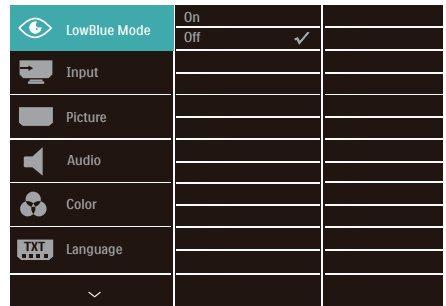 LowBlue Mode
On
Off
Input
Picture
Audio
Color
TXT
Language